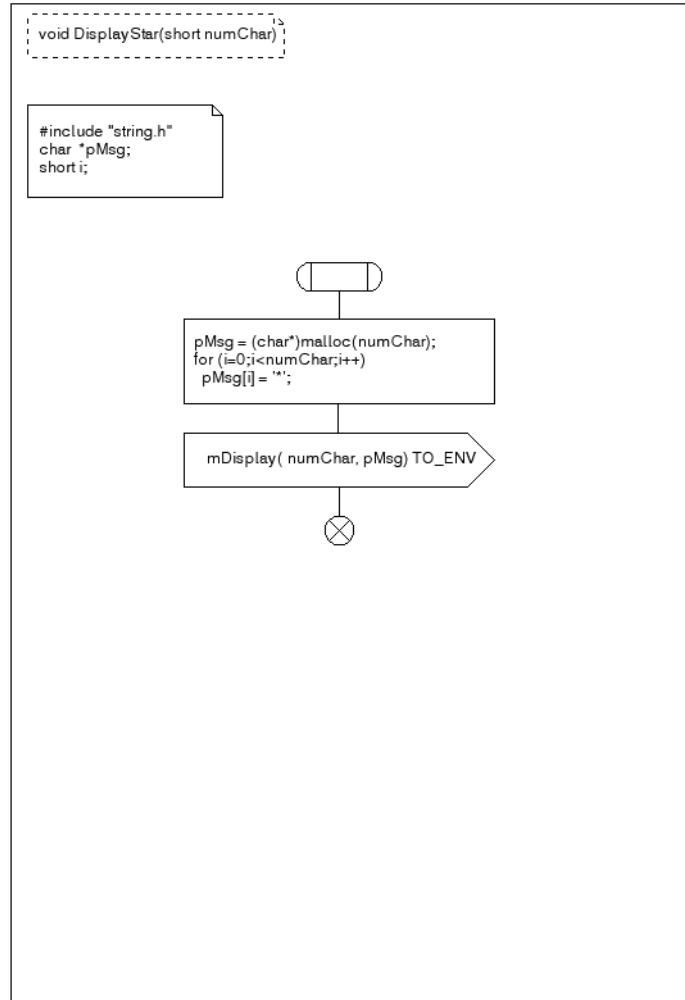 void DisplayStar(short numChar)
#include "string.h"
char *pMsg;
short i;
pMsg = (char*)malloc(numChar);
for (i=0;i<numChar;i++)
pMsg[i] = '*';
mDisplay( numChar, pMsg) TO_ENV